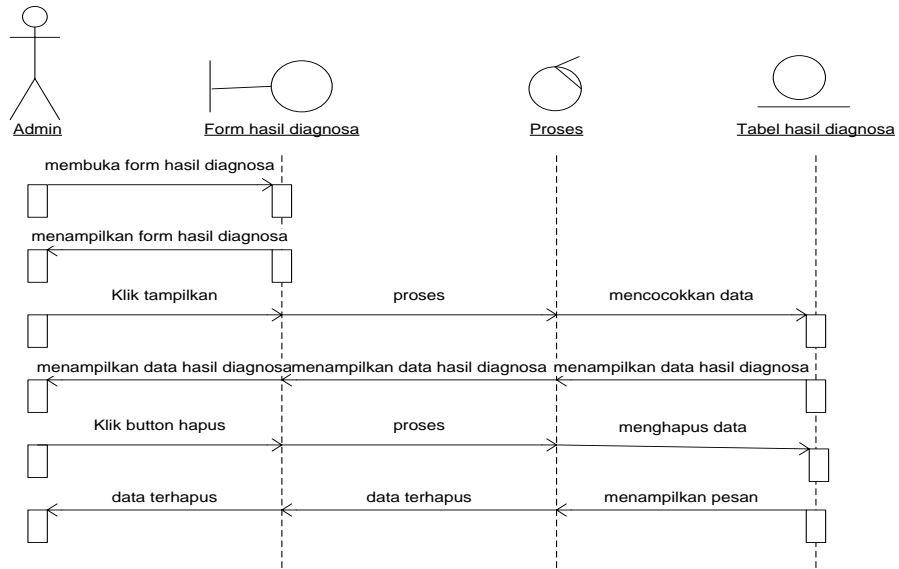 Admin
Form hasil diagnosa
Proses
Tabel hasil diagnosa
membuka form hasil diagnosa
menampilkan form hasil diagnosa
Klik tampilkan
proses
mencocokkan data
menampilkan data hasil diagnosa
menampilkan data hasil diagnosa
menampilkan data hasil diagnosa
Klik button hapus
proses
menghapus data
data terhapus
data terhapus
menampilkan pesan